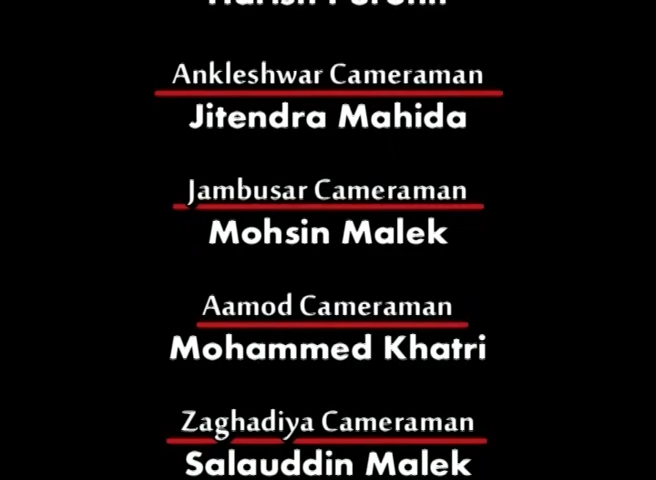 Ankleshwar Cameraman
Jitendra Mahida
Jambusar Cameraman
Mohsin Malek
Aamod Cameraman
Mohammed Khatri
Zaghadiya Cameraman
Salauddin Malek